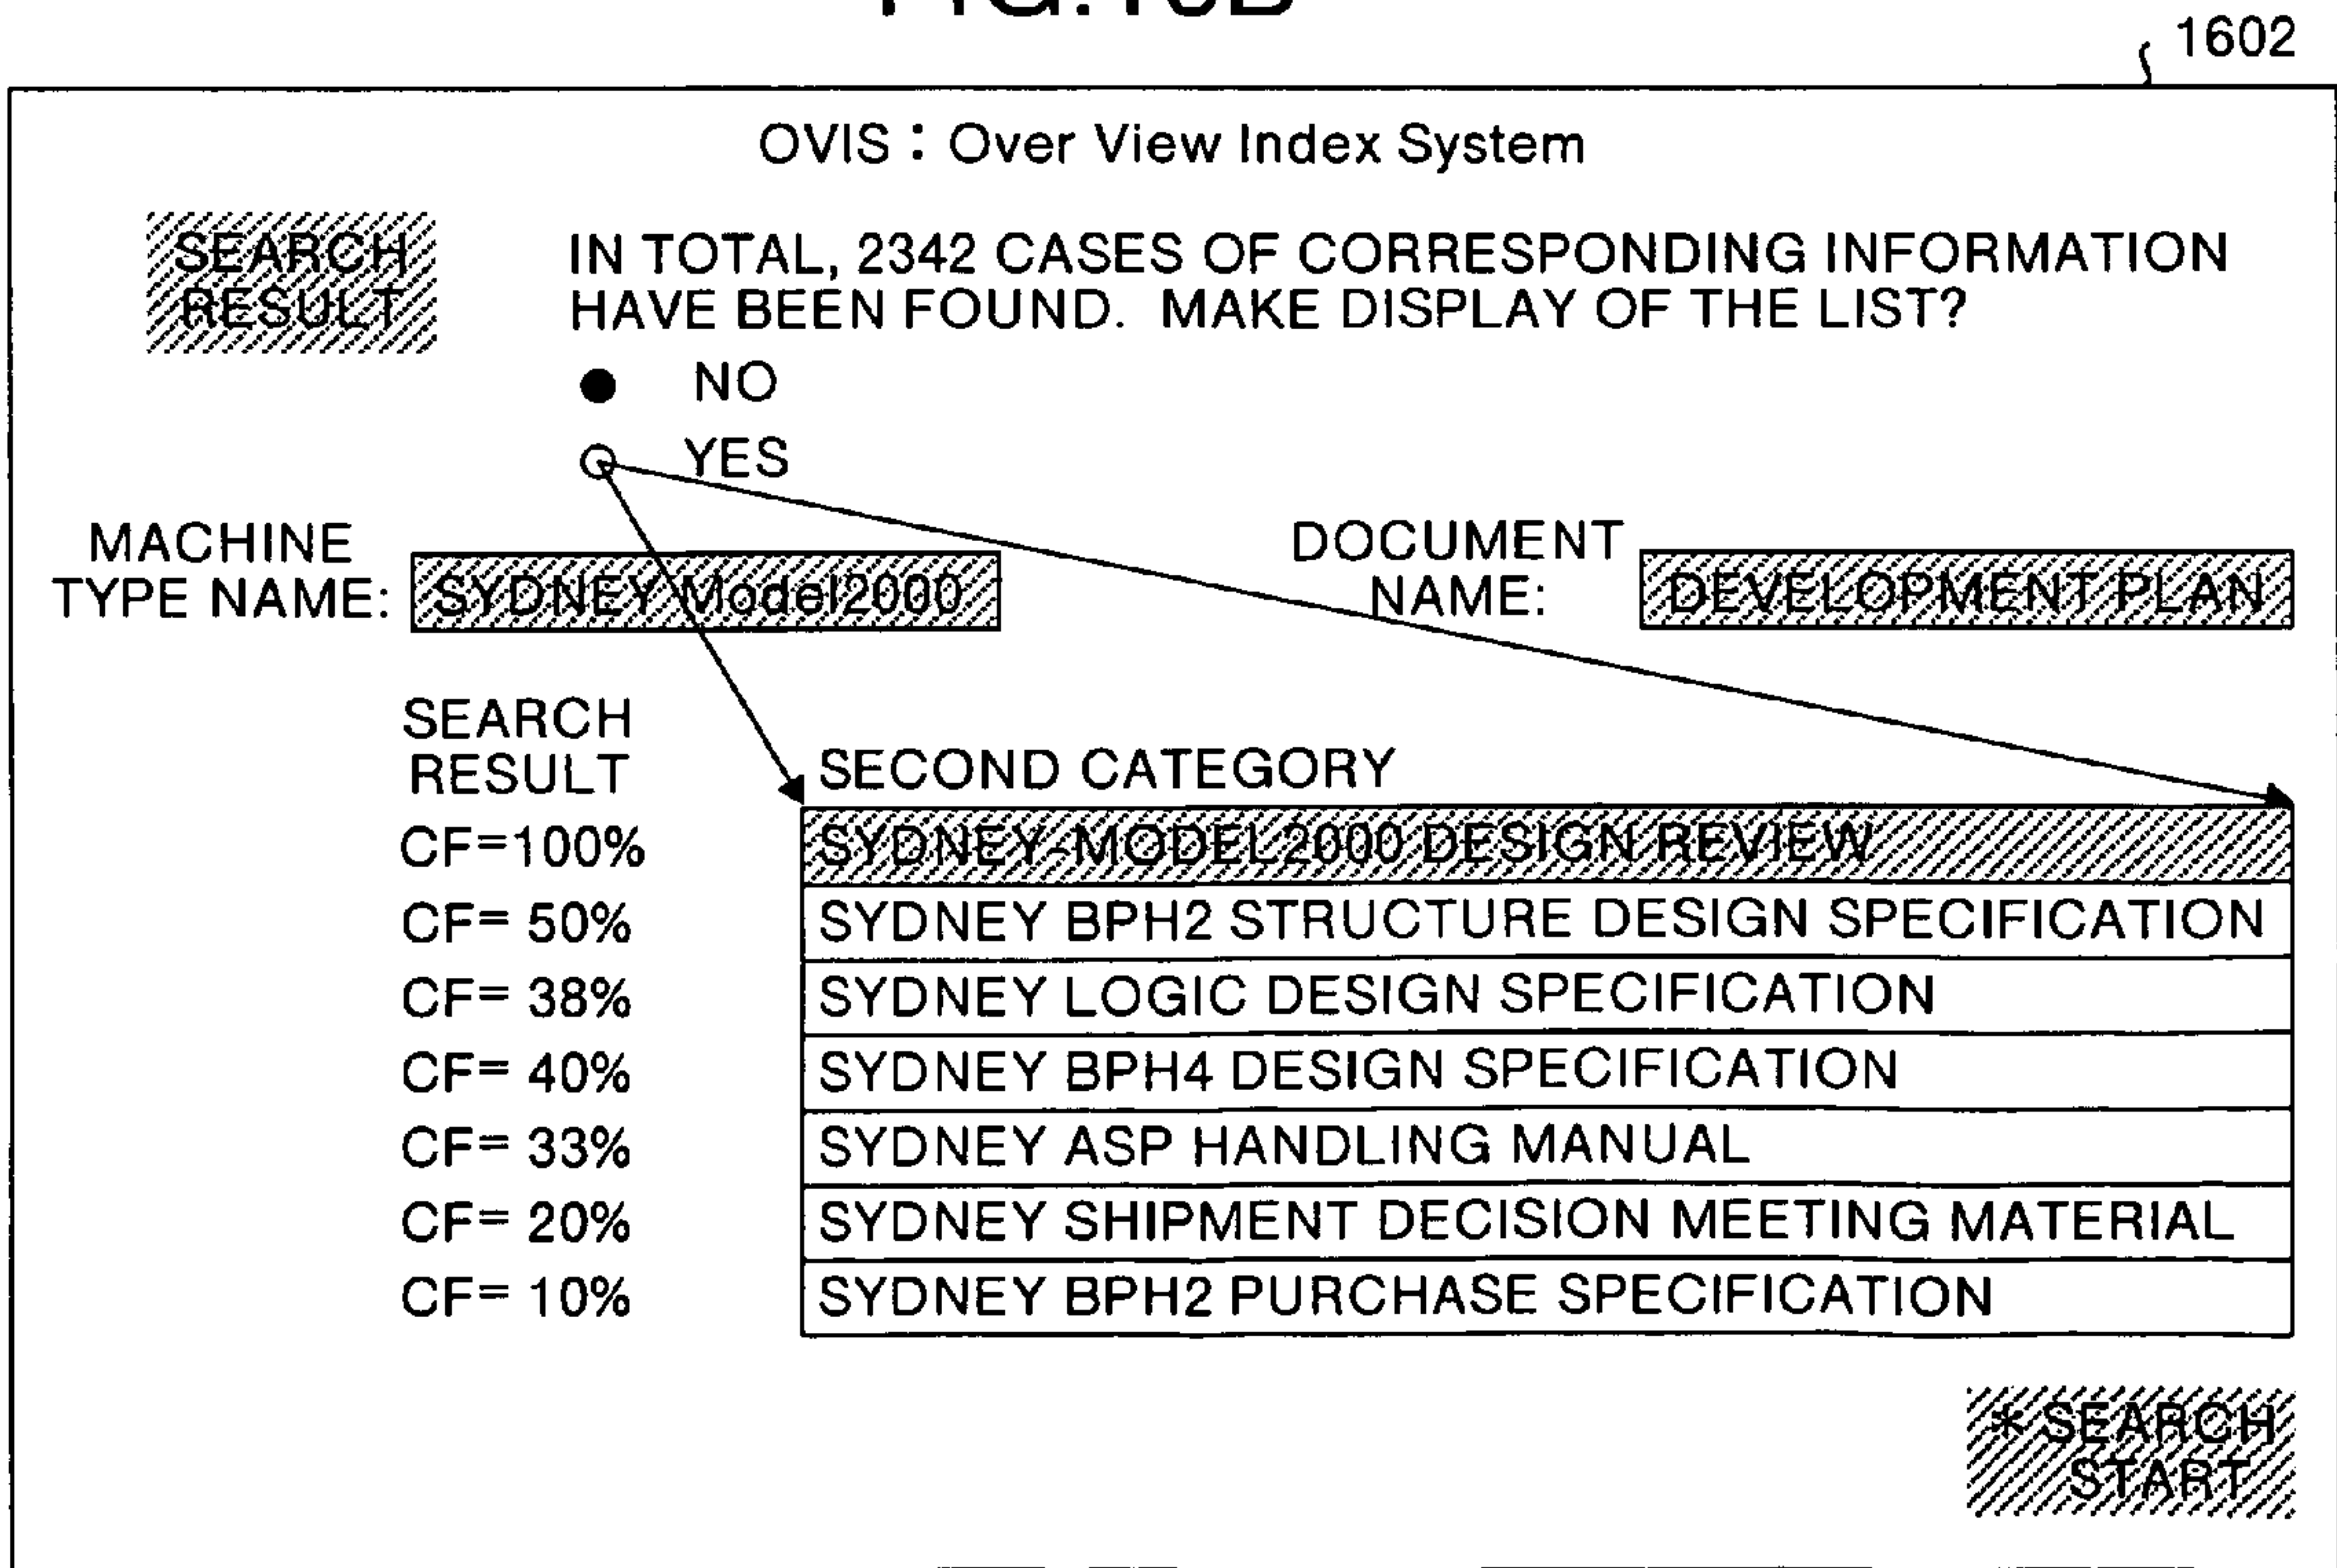 1602
OVIS : Over View Index System
SEARCH
RESULT
IN TOTAL, 2342 CASES OF CORRESPONDING INFORMATION
HAVE BEEN FOUND. MAKE DISPLAY OF THE LIST?
● NO
○ YES
MACHINE
TYPE NAME:
SYDNEY Model2000
DOCUMENT
NAME:
DEVELOPMENT PLAN
SEARCH
RESULT
SECOND CATEGORY
CF=100% SYDNEY-MODEL2000 DESIGN REVIEW
CF= 50% SYDNEY BPH2 STRUCTURE DESIGN SPECIFICATION
CF= 38% SYDNEY LOGIC DESIGN SPECIFICATION
CF= 40% SYDNEY BPH4 DESIGN SPECIFICATION
CF= 33% SYDNEY ASP HANDLING MANUAL
CF= 20% SYDNEY SHIPMENT DECISION MEETING MATERIAL
CF= 10% SYDNEY BPH2 PURCHASE SPECIFICATION
* SEARCH
START